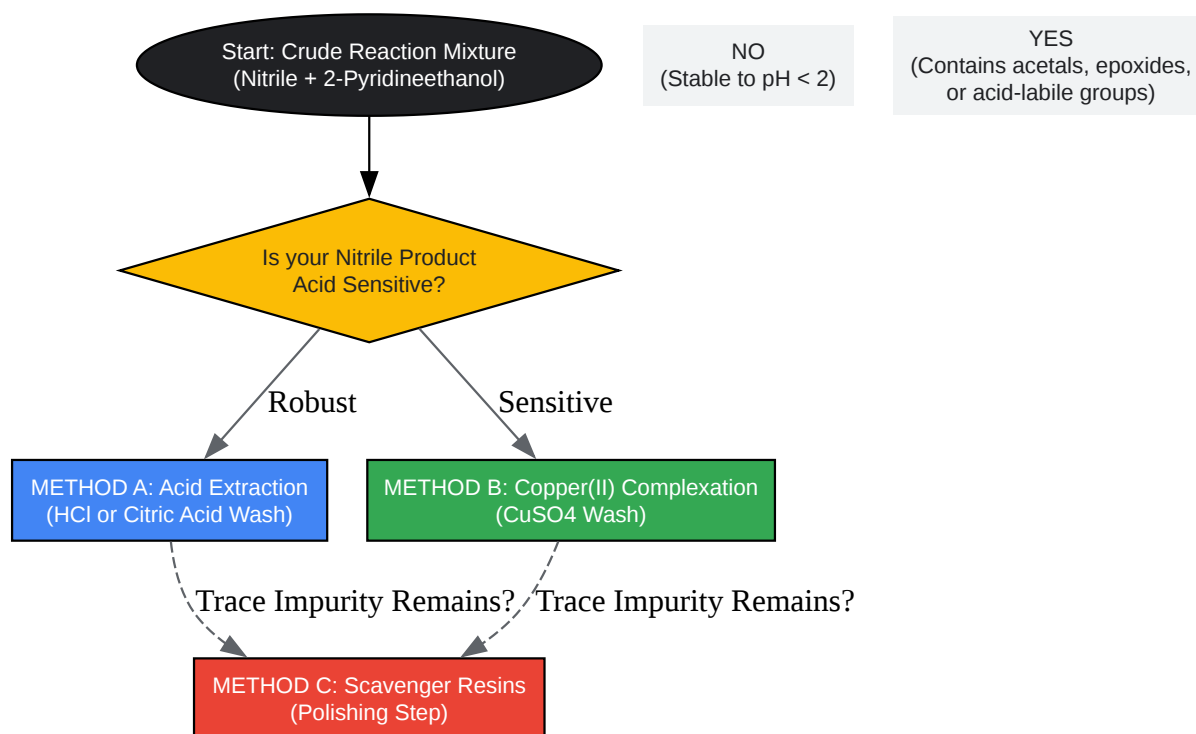 Start: Crude Reaction Mixture
(Nitrile + 2-Pyridineethanol)
NO
(Stable to pH < 2)
YES
(Contains acetals, epoxides,
or acid-labile groups)
Is your Nitrile Product
Acid Sensitive?
Robust
Sensitive
METHOD A: Acid Extraction
(HCl or Citric Acid Wash)
METHOD B: Copper(II) Complexation
(CuSO4 Wash)
Trace Impurity Remains?
Trace Impurity Remains?
METHOD C: Scavenger Resins
(Polishing Step)